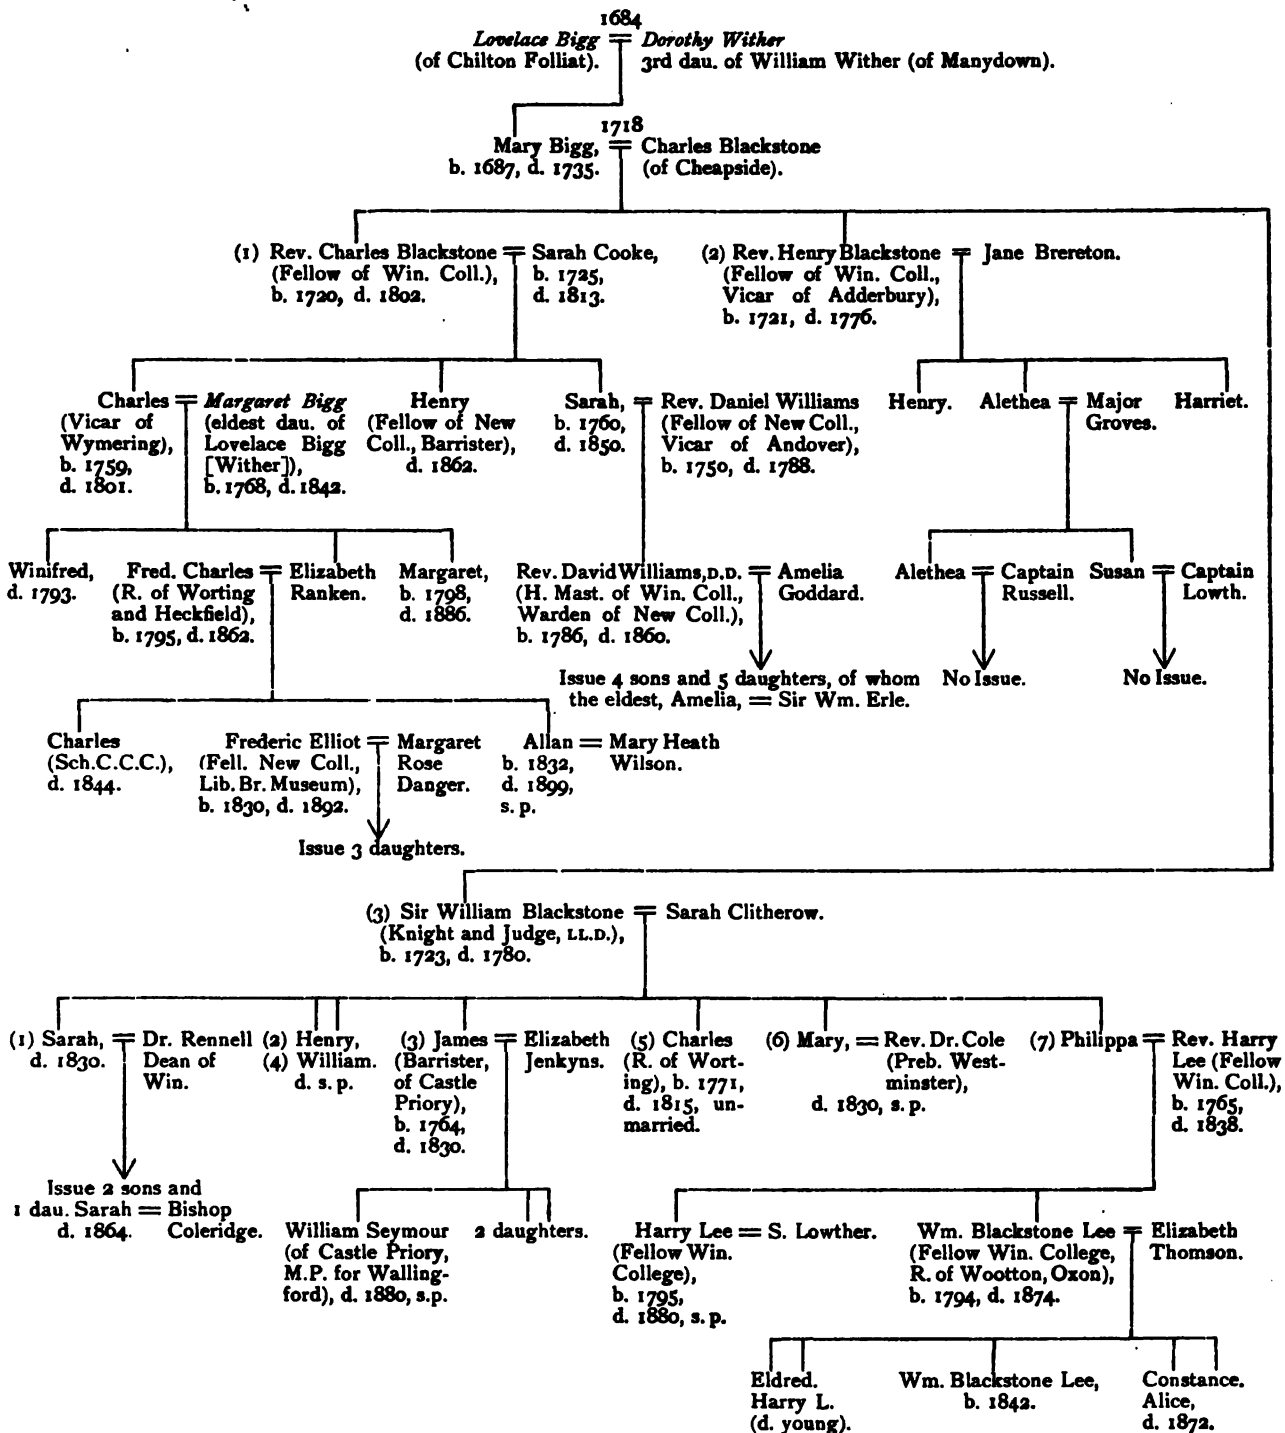 1684
Lovelace Bigg = Dorothy Wither
(of Chilton Folliat). 3rd dau. of William Wither (of Manydown).
1718
Mary Bigg, = Charles Blackstone
b. 1687, d. 1735. (of Cheapside).
(1) Rev. Charles Blackstone = Sarah Cooke,
(Fellow of Win. Coll.), b. 1725,
b. 1720, d. 1802. d. 1813.
(2) Rev. Henry Blackstone = Jane Brereton.
(Fellow of Win. Coll.,
Vicar of Adderbury),
b. 1721, d. 1776.
Charles = Margaret Bigg
(Vicar of (eldest dau. of
Wymering), Lovelace Bigg
b. 1759, [Wither]),
d. 1801. b. 1768, d. 1842.
Henry
(Fellow of New
Coll., Barrister),
d. 1862.
Sarah, = Rev. Daniel Williams
b. 1760, (Fellow of New Coll.,
d. 1850. Vicar of Andover),
b. 1750, d. 1788.
Henry.
Alethea = Major
Groves.
Harriet.
Winifred,
d. 1793.
Fred. Charles = Elizabeth
(R. of Worting Ranken.
and Heckfield),
b. 1795, d. 1862.
Margaret,
b. 1798,
d. 1886.
Rev. David Williams, D.D. = Amelia
(H. Mast. of Win. Coll., Goddard.
Warden of New Coll.),
b. 1786, d. 1860.
Alethea = Captain
Russell.
Susan = Captain
Lowth.
Issue 4 sons and 5 daughters, of whom
the eldest, Amelia, = Sir Wm. Erle.
No Issue.
No Issue.
Charles
(Sch. C.C.C.),
d. 1844.
Frederic Elliot = Margaret
(Fell. New Coll., Rose
Lib. Br. Museum), Danger.
b. 1830, d. 1892.
Allan = Mary Heath
b. 1832, Wilson.
d. 1899,
s. p.
Issue 3 daughters.
(3) Sir William Blackstone = Sarah Clitherow.
(Knight and Judge, LL.D.),
b. 1723, d. 1780.
(1) Sarah, = Dr. Rennell
d. 1830. Dean of
Win.
(2) Henry,
(4) William.
d. s. p.
(3) James = Elizabeth
(Barrister, Jenkyns.
of Castle
Priory),
b. 1764,
d. 1830.
(5) Charles
(R. of Wort-
ing), b. 1771,
d. 1815, un-
married.
(6) Mary, = Rev. Dr. Cole
(Preb. West-
minster),
d. 1830, s. p.
(7) Philippa = Rev. Harry
Lee (Fellow
Win. Coll.),
b. 1765,
d. 1838.
Issue 2 sons and
1 dau. Sarah = Bishop
d. 1864. Coleridge.
William Seymour
(of Castle Priory,
M.P. for Walling-
ford), d. 1880, s.p.
2 daughters.
Harry Lee = S. Lowther.
(Fellow Win.
College),
b. 1795,
d. 1880, s. p.
Wm. Blackstone Lee = Elizabeth
(Fellow Win. College, Thomson.
R. of Wootton, Oxon),
b. 1794, d. 1874.
Eldred.
Harry L.
(d. young).
Wm. Blackstone Lee,
b. 1842.
Constance.
Alice,
d. 1872.